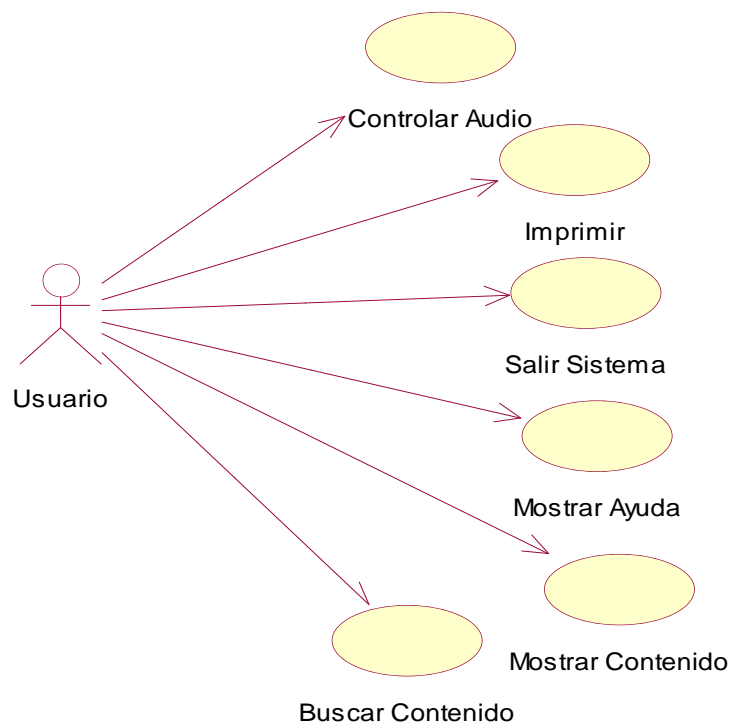 Controlar Audio
Imprimir
Salir Sistema
Usuario
Mostrar Ayuda
Mostrar Contenido
Buscar Contenido